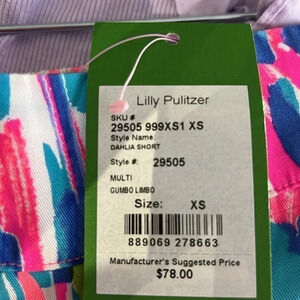 Lilly Pulitzer
SKU #
29505 999XS1 XS
Style Name:
DAHLIA SHORT
Style #: 29505
MULTI
GUMBO LIMBO
Size: XS
889069 278663
Manufacturer's Suggested Price
$78.00